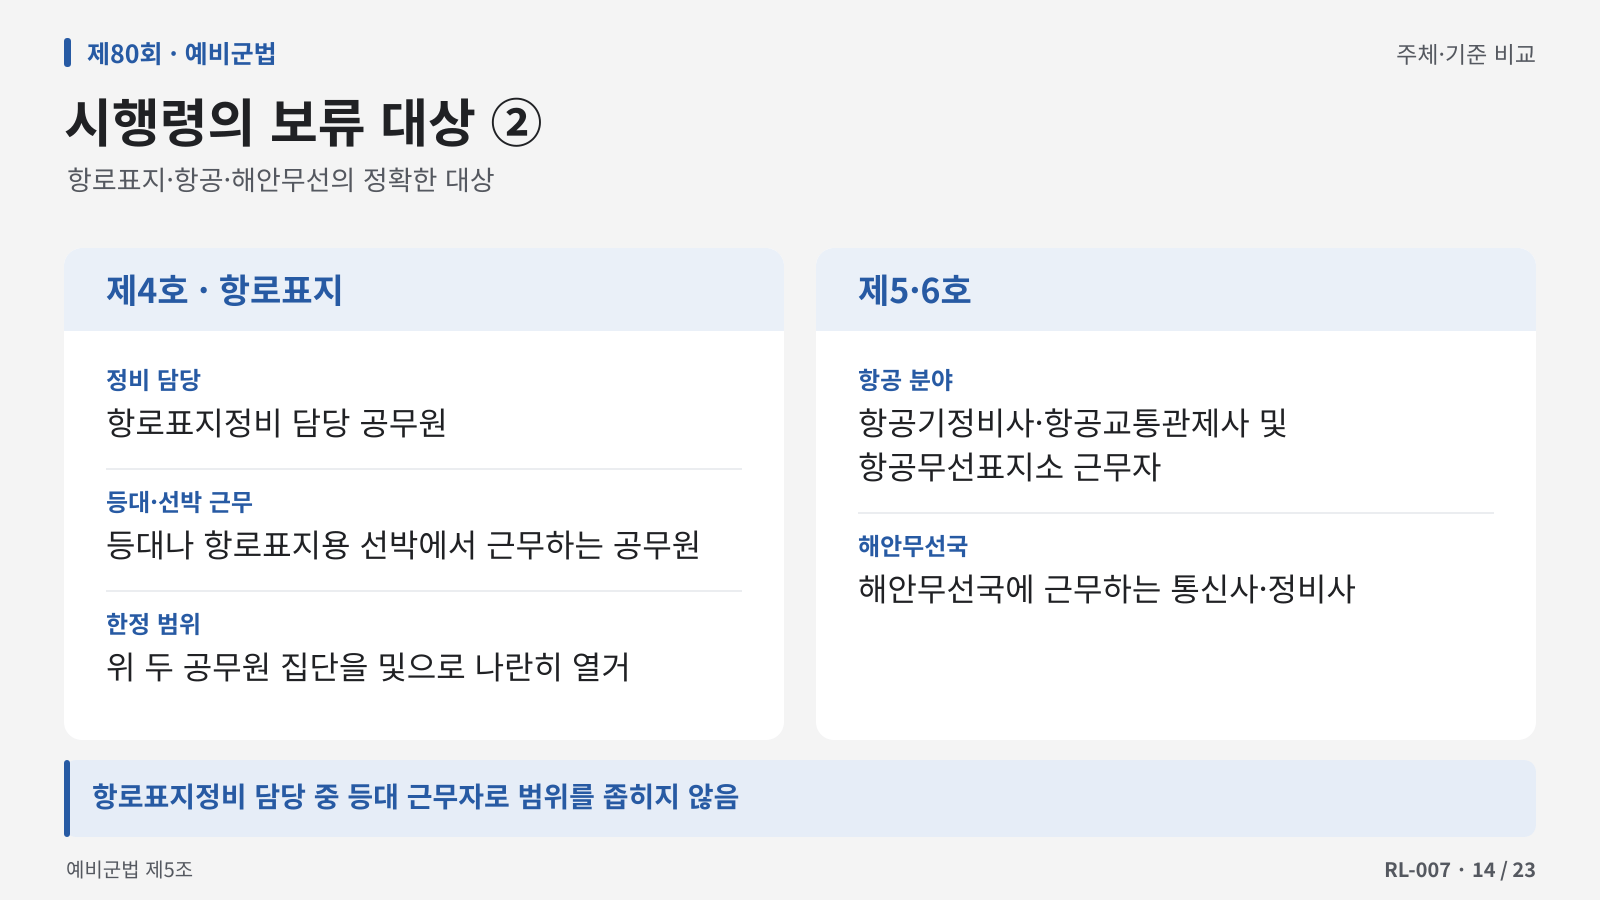 제80회 · 예비군법
주체·기준 비교
시행령의 보류 대상 ②
항로표지·항공·해안무선의 정확한 대상
제4호 · 항로표지
정비 담당
항로표지정비 담당 공무원
등대·선박 근무
등대나 항로표지용 선박에서 근무하는 공무원
한정 범위
위 두 공무원 집단을 및으로 나란히 열거
제5·6호
항공 분야
항공기정비사·항공교통관제사 및
항공무선표지소 근무자
해안무선국
해안무선국에 근무하는 통신사·정비사
항로표지정비 담당 중 등대 근무자로 범위를 좁히지 않음
예비군법 제5조
RL-007 · 14 / 23